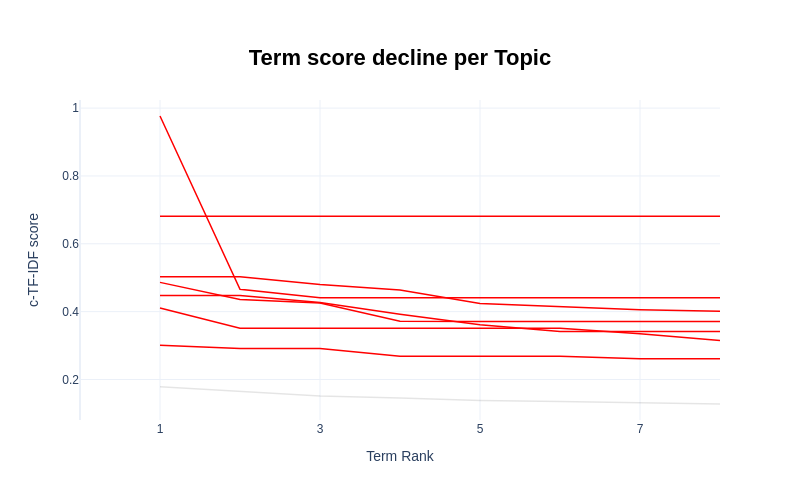 Term score decline per Topic
c-TF-IDF score
1
0.8
0.6
0.4
0.2
1 3 5 7
Term Rank